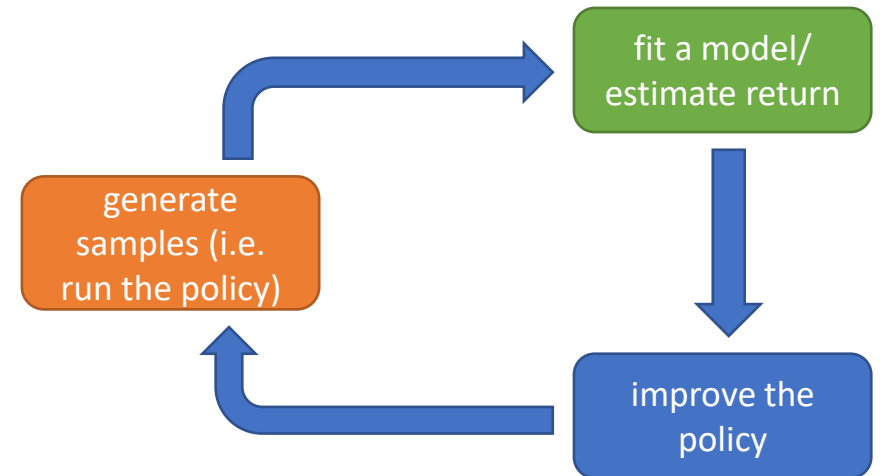 fit a model/
estimate return
generate
samples (i.e.
run the policy)
improve the
policy